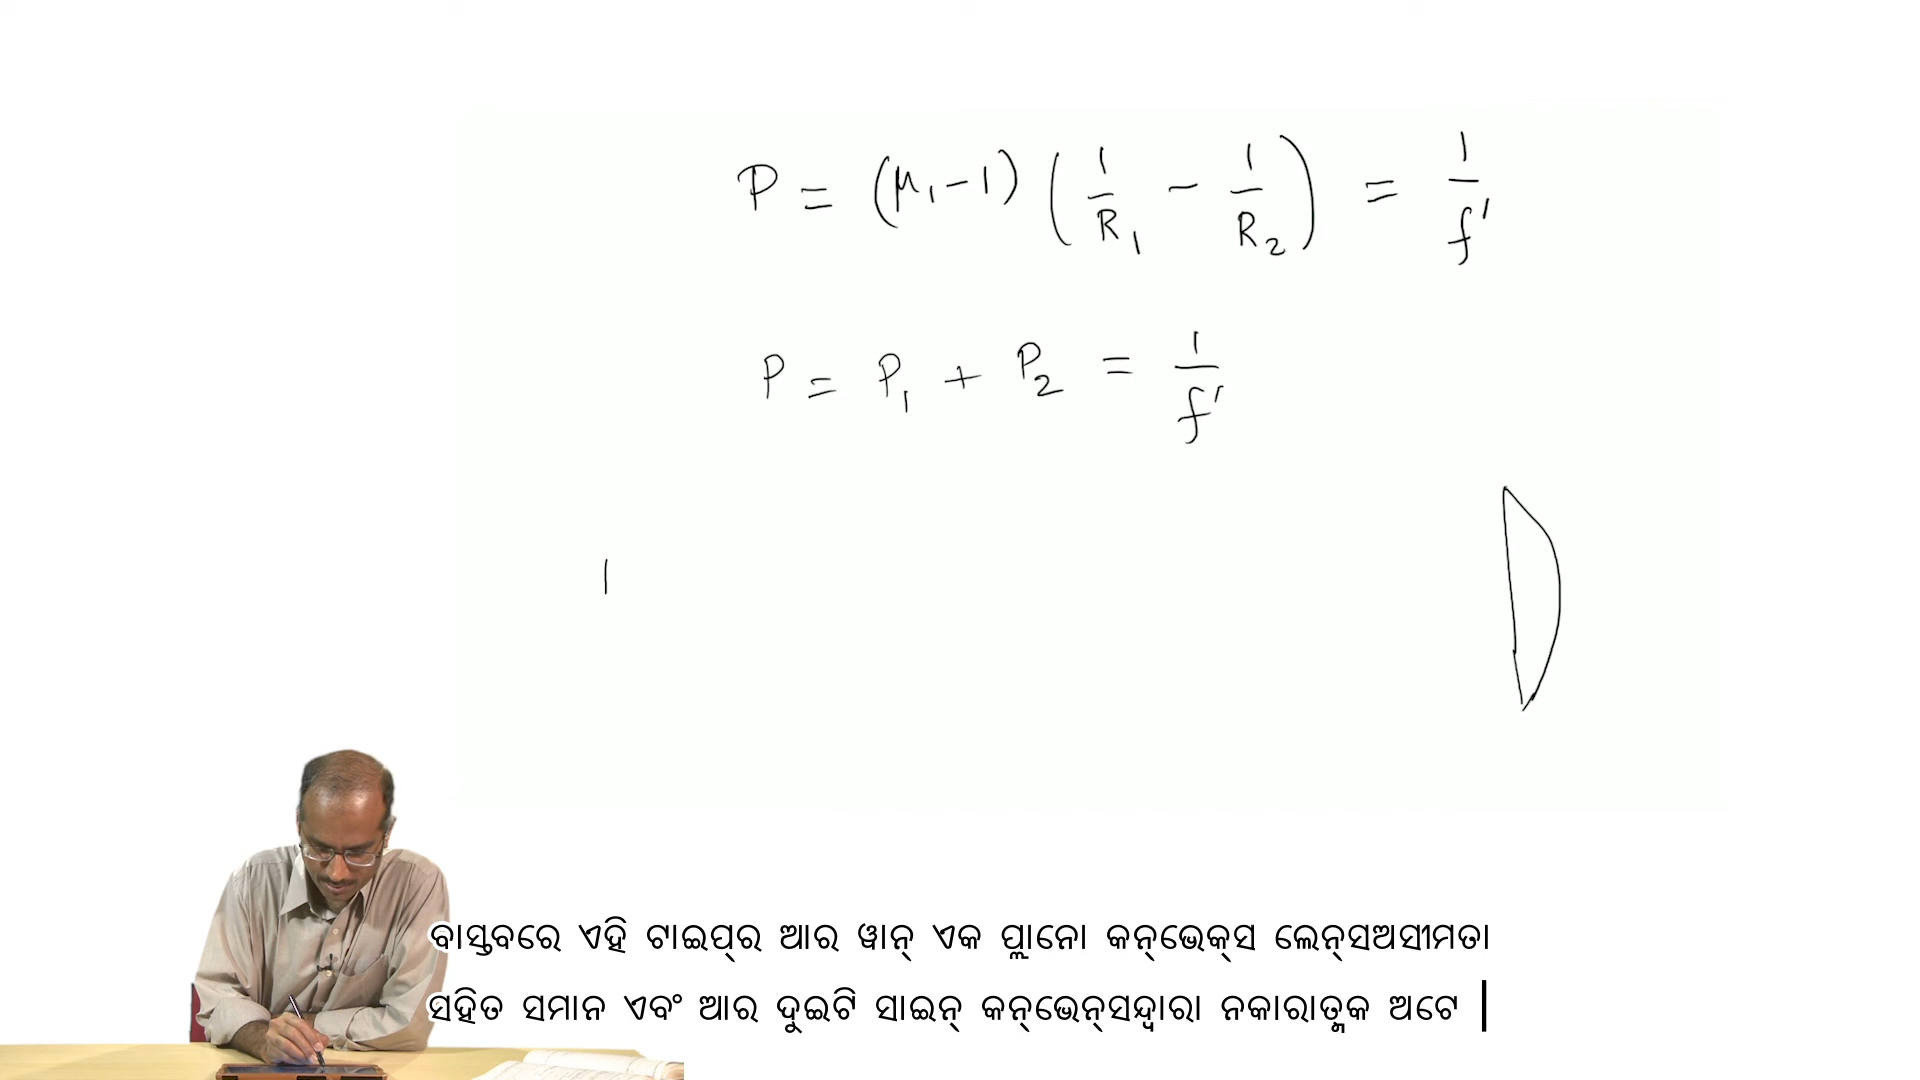 P = (μ₁-1) (1/R₁ - 1/R₂) = 1/f'
P = P₁ + P₂ = 1/f'
I
ବାସ୍ତବରେ ଏହି ଟାଇପ୍‌ର ଆର ୱାନ୍ ଏକ ପ୍ଲାନୋ କନ୍‌ଭେକ୍‌ସ ଲେନ୍‌ସଅସୀମତା
ସହିତ ସମାନ ଏବଂ ଆର ଦୁଇଟି ସାଇନ୍ କନ୍‌ଭେନ୍‌ସନ୍ଦ୍ୱାରା ନକାରାତ୍ମକ ଅଟେ |